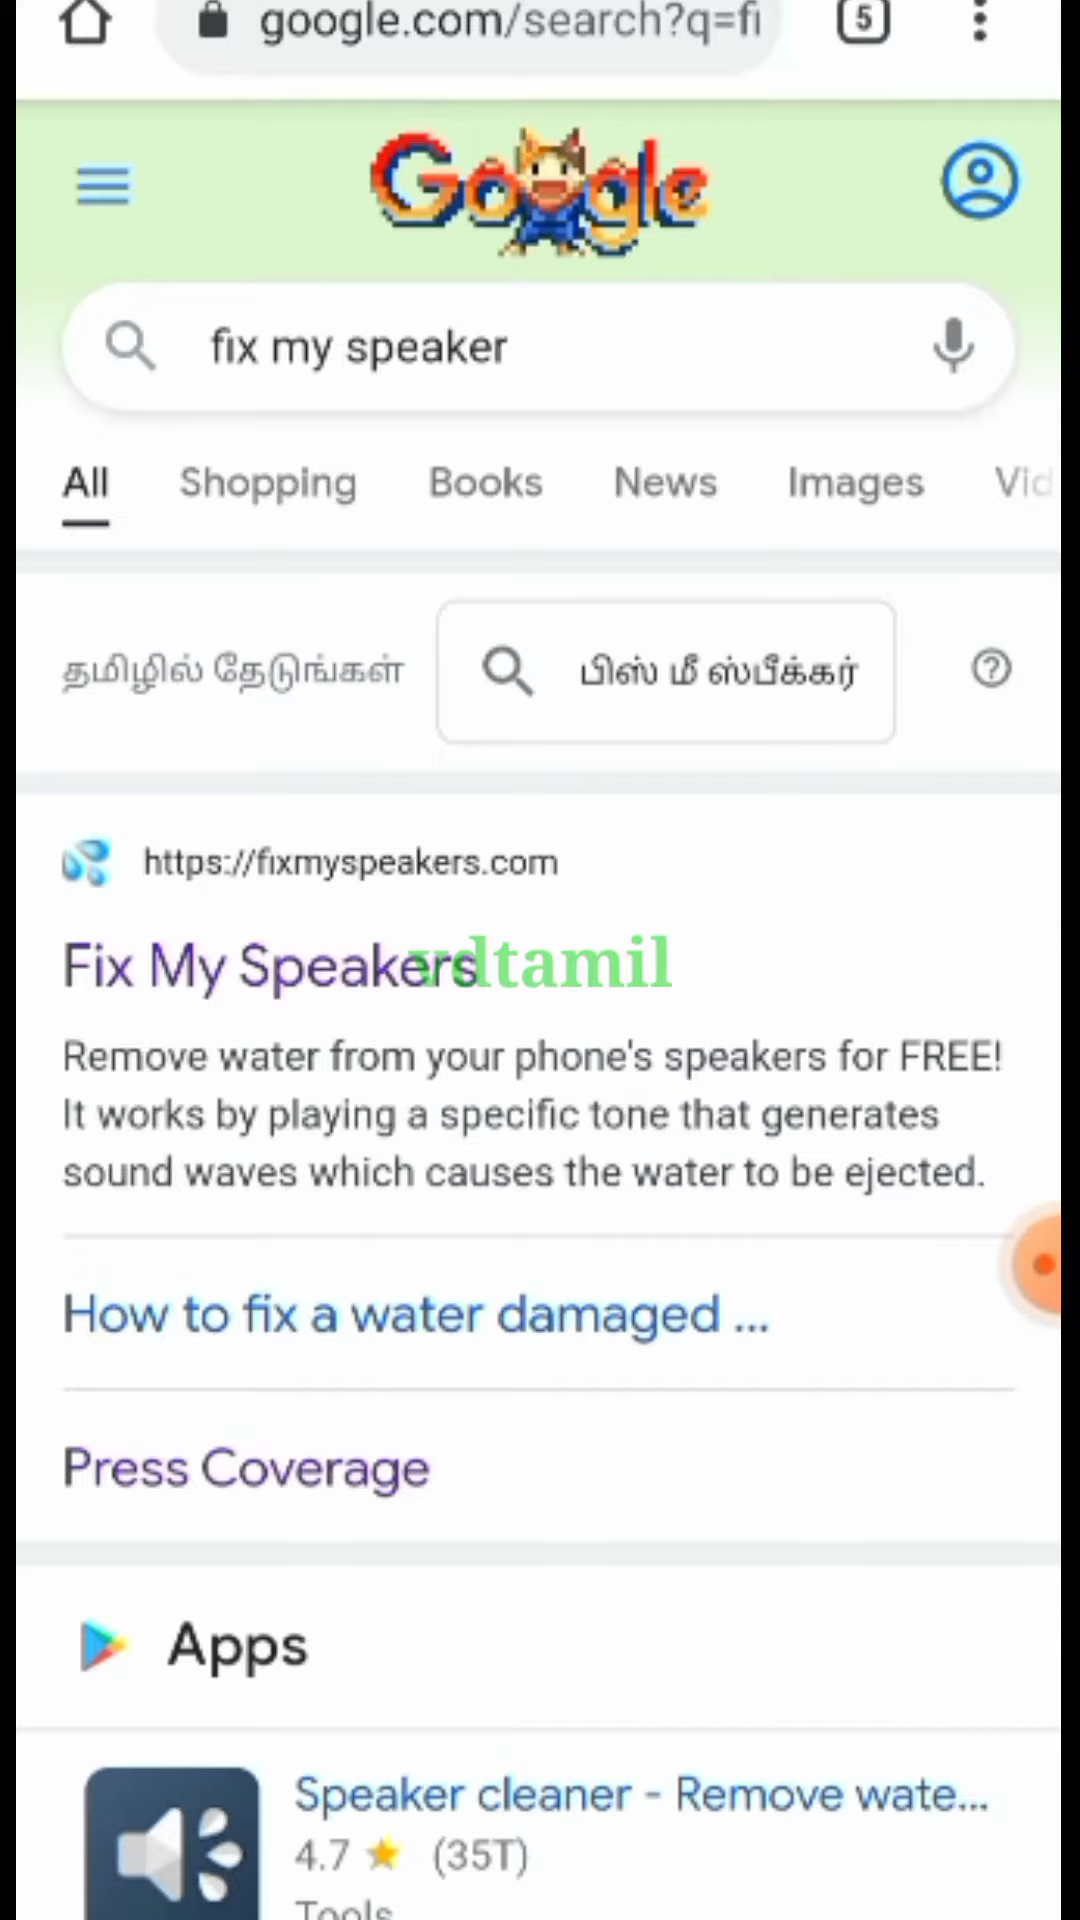 google.com/search?q=fi
5
Google
fix my speaker
All Shopping Books News Images Vid
தமிழில் தேடுங்கள் பிஸ் மீ ஸ்பீக்கர்
https://fixmyspeakers.com
Fix My Speakers
vdtamil
Remove water from your phone's speakers for FREE!
It works by playing a specific tone that generates
sound waves which causes the water to be ejected.
How to fix a water damaged ...
Press Coverage
Apps
Speaker cleaner - Remove wate...
4.7 ★ (35T)
Tools